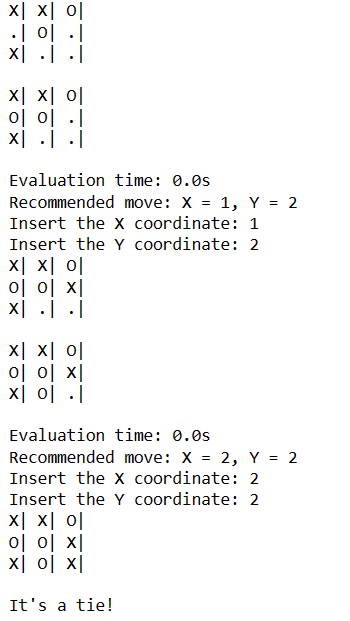 X| X| O|
.| O| .|
X| .| .|

X| X| O|
O| O| .|
X| .| .|

Evaluation time: 0.0s
Recommended move: X = 1, Y = 2
Insert the X coordinate: 1
Insert the Y coordinate: 2
X| X| O|
O| O| X|
X| .| .|

X| X| O|
O| O| X|
X| O| .|

Evaluation time: 0.0s
Recommended move: X = 2, Y = 2
Insert the X coordinate: 2
Insert the Y coordinate: 2
X| X| O|
O| O| X|
X| O| X|

It's a tie!